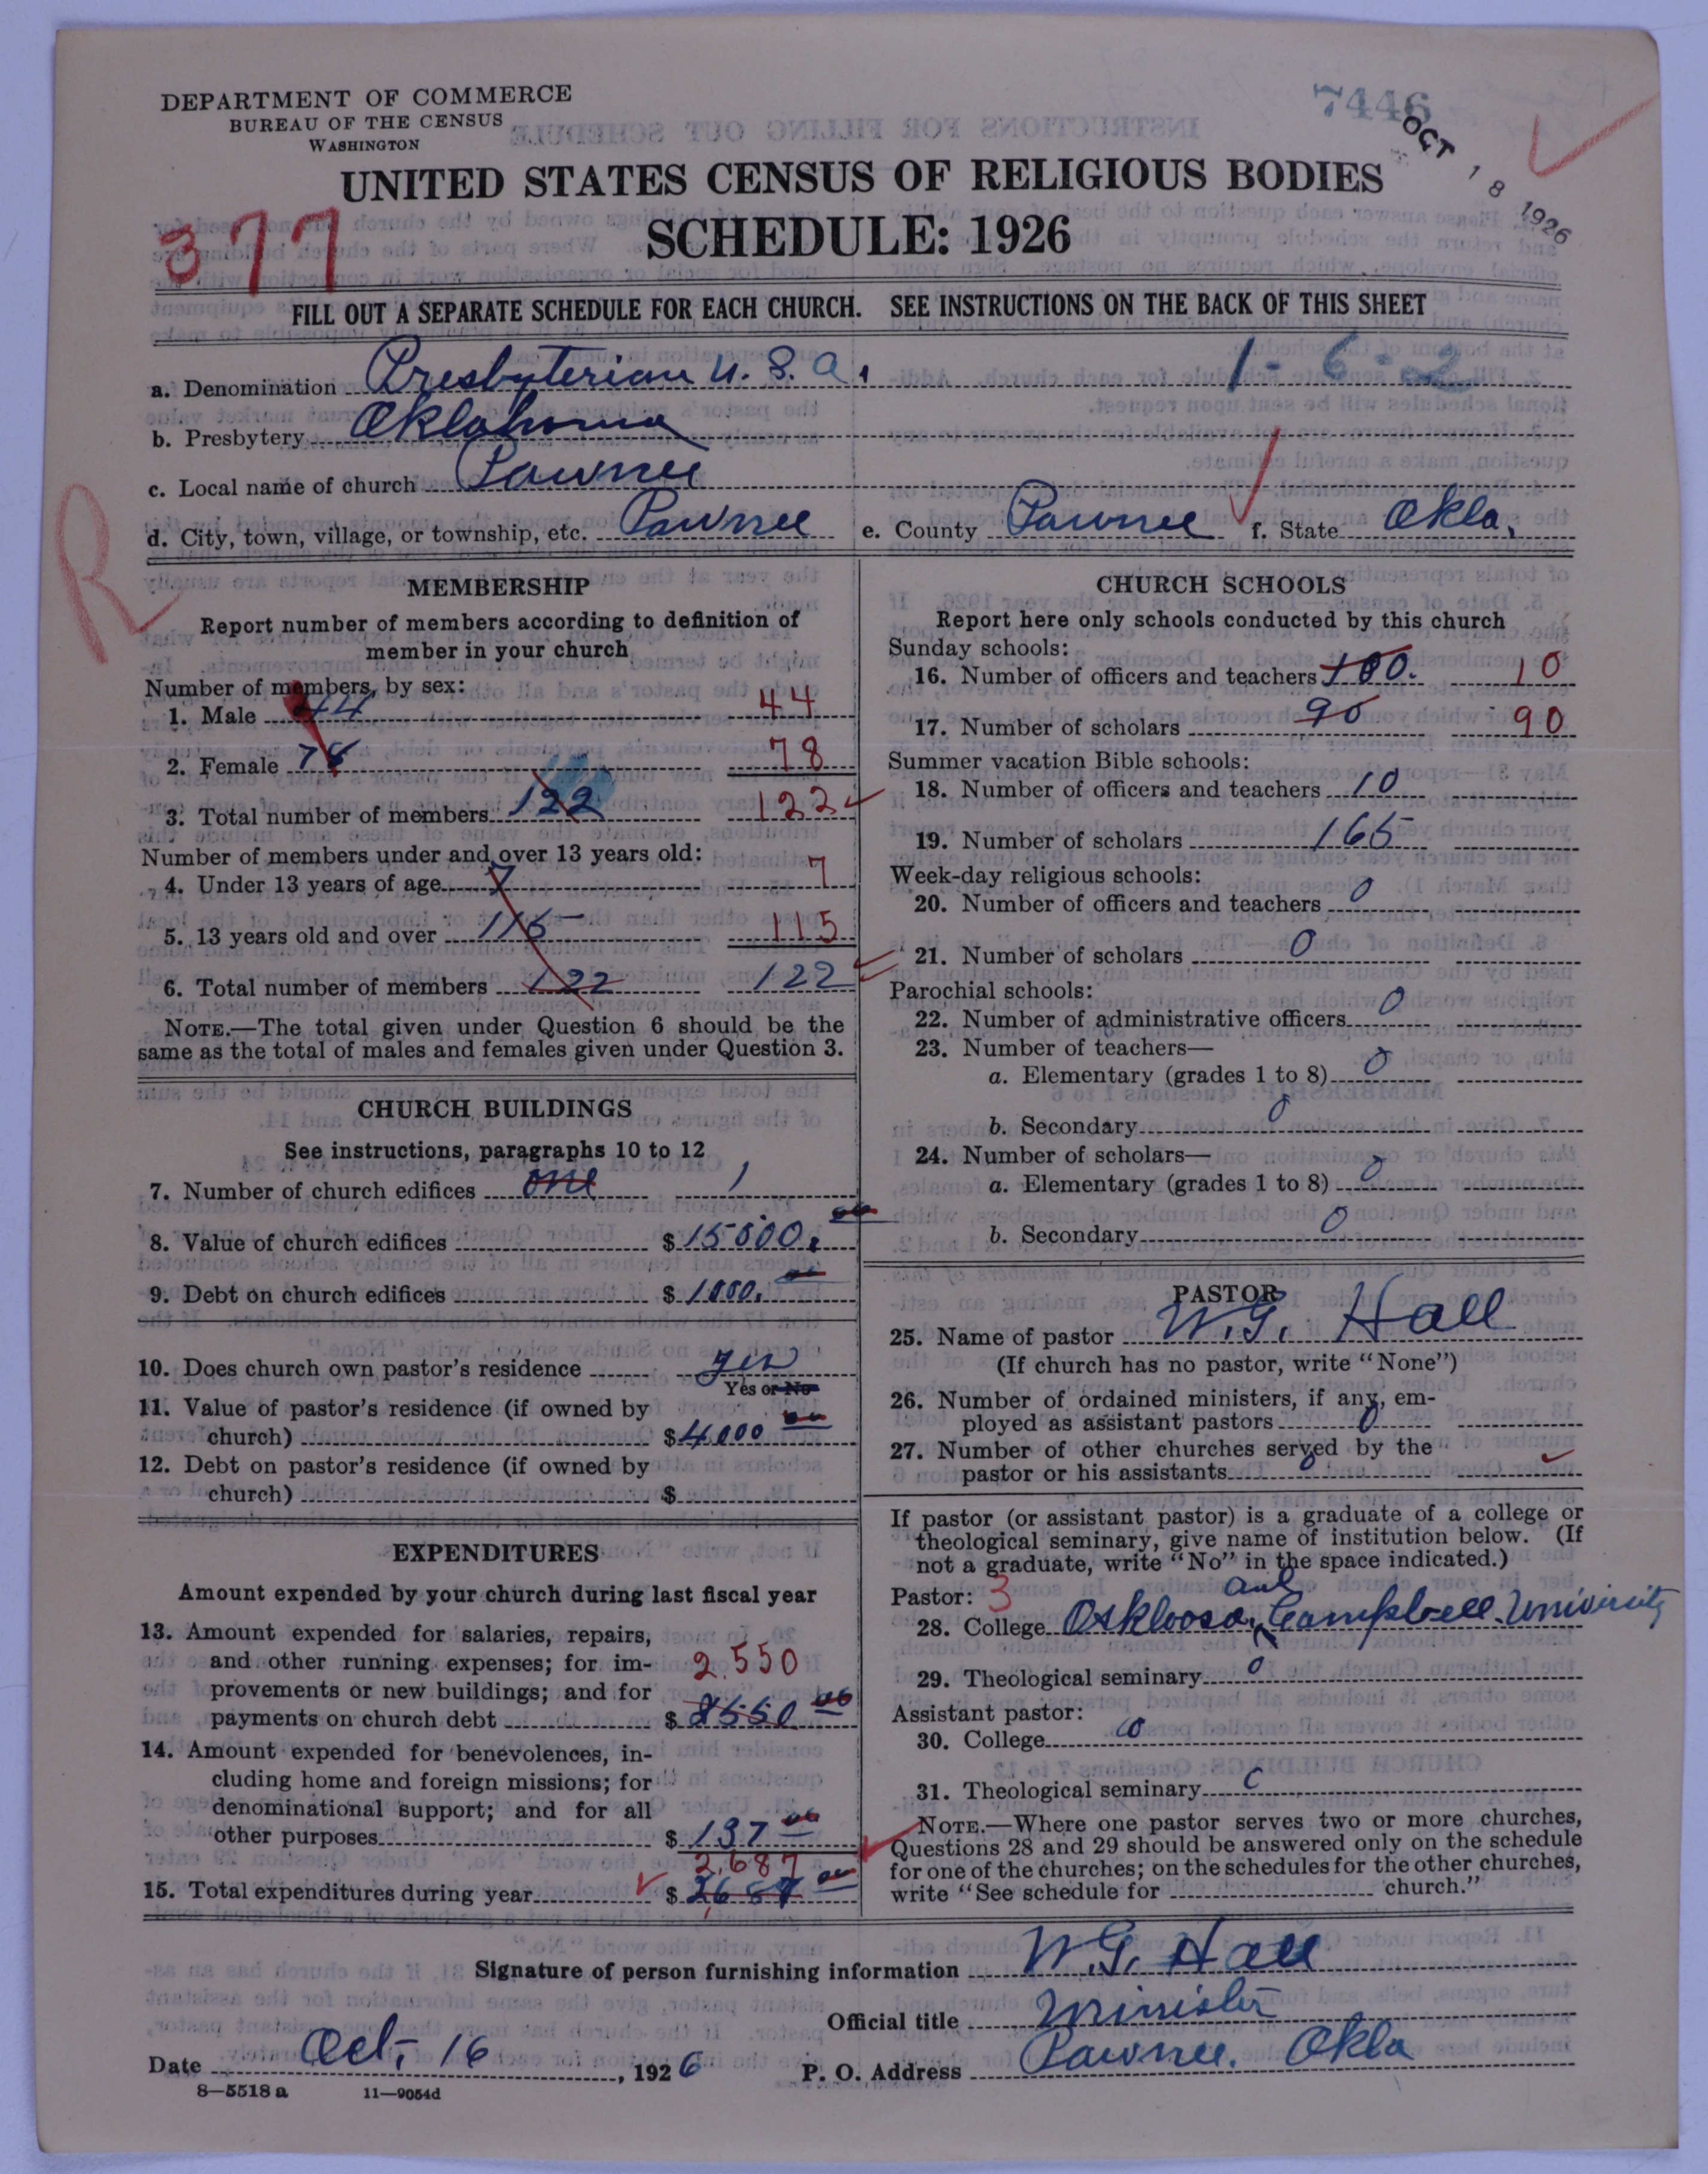 DEPARTMENT OF COMMERCE
BUREAU OF THE CENSUS
WASHINGTON
7446
OCT 18 1926
UNITED STATES CENSUS OF RELIGIOUS BODIES
SCHEDULE: 1926
377
FILL OUT A SEPARATE SCHEDULE FOR EACH CHURCH. SEE INSTRUCTIONS ON THE BACK OF THIS SHEET
a. Denomination Presbyterian U. S. A. 1-6-2
b. Presbytery Oklahoma
c. Local name of church Pawnee
d. City, town, village, or township, etc. Pawnee e. County Pawnee f. State Okla.
R
MEMBERSHIP
Report number of members according to definition of
member in your church
Number of members, by sex:
1. Male 44 44
2. Female 78 78
3. Total number of members 122 122
Number of members under and over 13 years old:
4. Under 13 years of age 7 7
5. 13 years old and over 115 115
6. Total number of members 122 122
NOTE.—The total given under Question 6 should be the
same as the total of males and females given under Question 3.
CHURCH BUILDINGS
See instructions, paragraphs 10 to 12
7. Number of church edifices one 1
8. Value of church edifices $15000. 00
9. Debt on church edifices $1000. 00
10. Does church own pastor's residence yes
Yes or No
11. Value of pastor's residence (if owned by
church) $4000 00
12. Debt on pastor's residence (if owned by
church) $
EXPENDITURES
Amount expended by your church during last fiscal year
13. Amount expended for salaries, repairs,
and other running expenses; for im-
provements or new buildings; and for
payments on church debt $ 2,550 00
14. Amount expended for benevolences, in-
cluding home and foreign missions; for
denominational support; and for all
other purposes $ 137 00
2,687
15. Total expenditures during year $ 2687 00
CHURCH SCHOOLS
Report here only schools conducted by this church
Sunday schools:
16. Number of officers and teachers 100. 10
17. Number of scholars 90 90
Summer vacation Bible schools:
18. Number of officers and teachers 10
19. Number of scholars 165
Week-day religious schools:
20. Number of officers and teachers 0
21. Number of scholars 0
Parochial schools:
22. Number of administrative officers 0
23. Number of teachers—
a. Elementary (grades 1 to 8) 0
b. Secondary 0
24. Number of scholars—
a. Elementary (grades 1 to 8) 0
b. Secondary 0
PASTOR
25. Name of pastor W. G. Hall
(If church has no pastor, write "None")
26. Number of ordained ministers, if any, em-
ployed as assistant pastors 0
27. Number of other churches served by the
pastor or his assistants 0
If pastor (or assistant pastor) is a graduate of a college or
theological seminary, give name of institution below. (If
not a graduate, write "No" in the space indicated.)
Pastor: 3
28. College Oskloosa, and Campbell University
29. Theological seminary 0
Assistant pastor:
30. College 0
31. Theological seminary
NOTE.—Where one pastor serves two or more churches,
Questions 28 and 29 should be answered only on the schedule
for one of the churches; on the schedules for the other churches,
write "See schedule for church."
Signature of person furnishing information W. G. Hall
Official title Minister
Date Oct. 16, 1926 P. O. Address Pawnee. Okla
8—5518 a 11—9054d